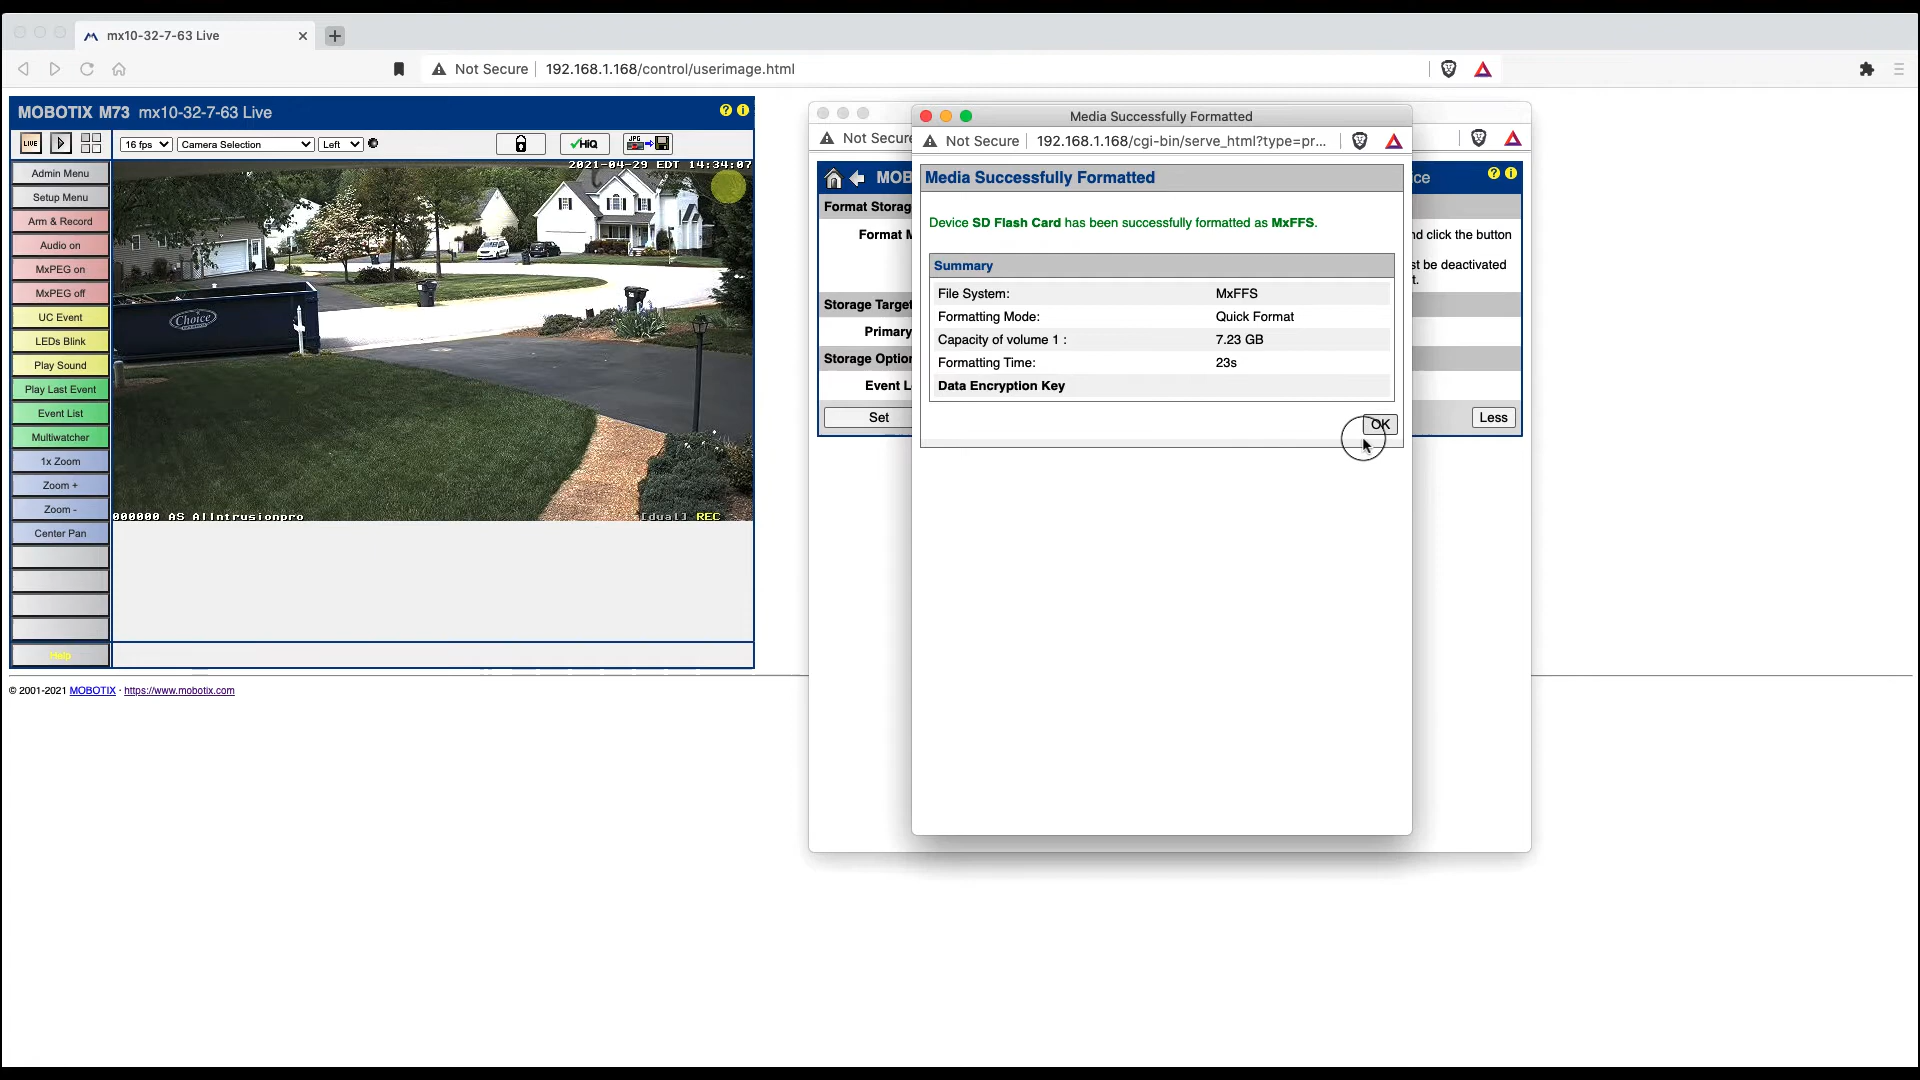 mx10-32-7-63 Live
Not Secure 192.168.1.168/control/userimage.html
MOBOTIX M73 mx10-32-7-63 Live
LIVE
16 fps Camera Selection Left HiQ JPG
2021-04-29 EDT 14:34:07
Admin Menu
Setup Menu
Arm & Record
Audio on
MxPEG on
MxPEG off
UC Event
LEDs Blink
Play Sound
Play Last Event
Event List
Multiwatcher
1x Zoom
Zoom +
Zoom -
Center Pan
Help
Choice
000000 AS AIIntrusionpro [dual] REC
© 2001-2021 MOBOTIX · https://www.mobotix.com
Not Secure
MOB ce
Format Storag
Format M nd click the button
st be deactivated
t.
Storage Target
Primary
Storage Option
Event L
Set Less
Media Successfully Formatted
Not Secure 192.168.1.168/cgi-bin/serve_html?type=pr...
Media Successfully Formatted
Device SD Flash Card has been successfully formatted as MxFFS.
Summary
File System: MxFFS
Formatting Mode: Quick Format
Capacity of volume 1 : 7.23 GB
Formatting Time: 23s
Data Encryption Key
OK